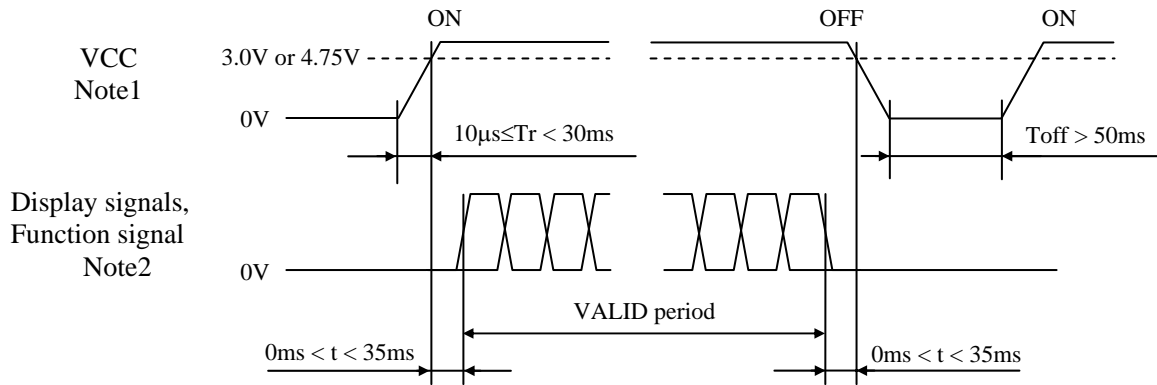 ON OFF ON
VCC
Note1
3.0V or 4.75V
0V
10μs≤Tr < 30ms
Toff > 50ms
Display signals,
Function signal
Note2
0V
VALID period
0ms < t < 35ms
0ms < t < 35ms